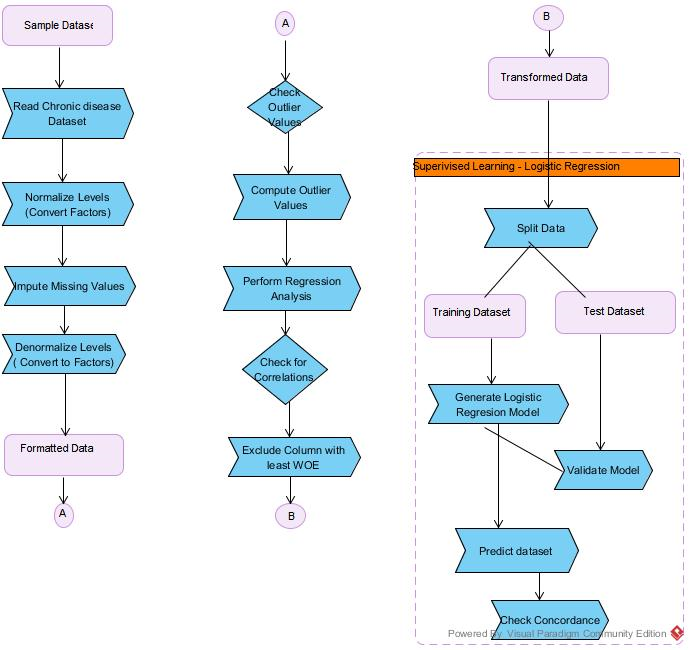 Sample Datase
Read Chronic disease
Dataset
Normalize Levels
(Convert Factors)
Impute Missing Values
Denormalize Levels
( Convert to Factors)
Formatted Data
A
A
Check
Outlier
Values
Compute Outlier
Values
Perform Regression
Analysis
Check for
Correlations
Exclude Column with
least WOE
B
B
Transformed Data
Superivised Learning - Logistic Regression
Split Data
Training Dataset
Test Dataset
Generate Logistic
Regresion Model
Validate Model
Predict dataset
Check Concordance
Powered By Visual Paradigm Community Edition